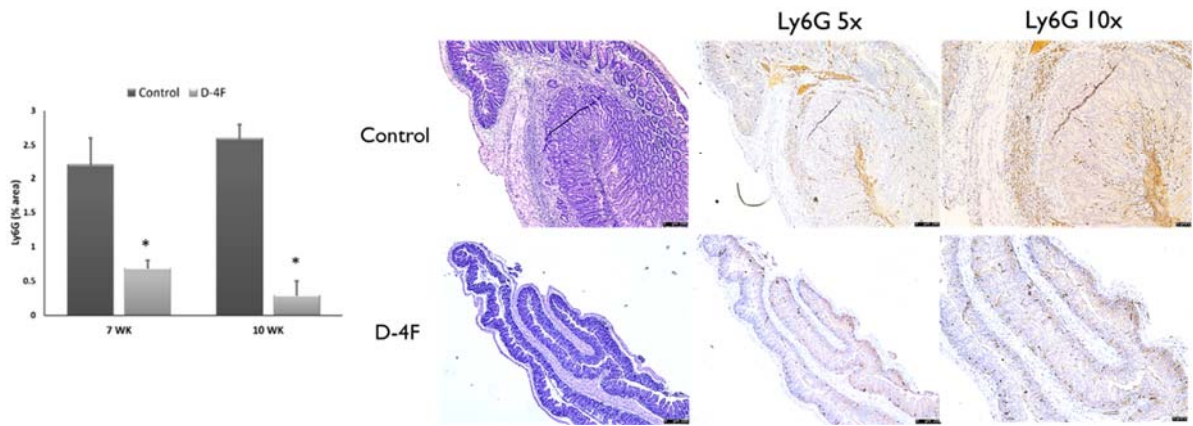 Ly6G 5x
Ly6G 10x
Control D-4F
Ly6G (% area)
3
2.5
2
1.5
1
0.5
0
*
*
7 WK
10 WK
Control
D-4F